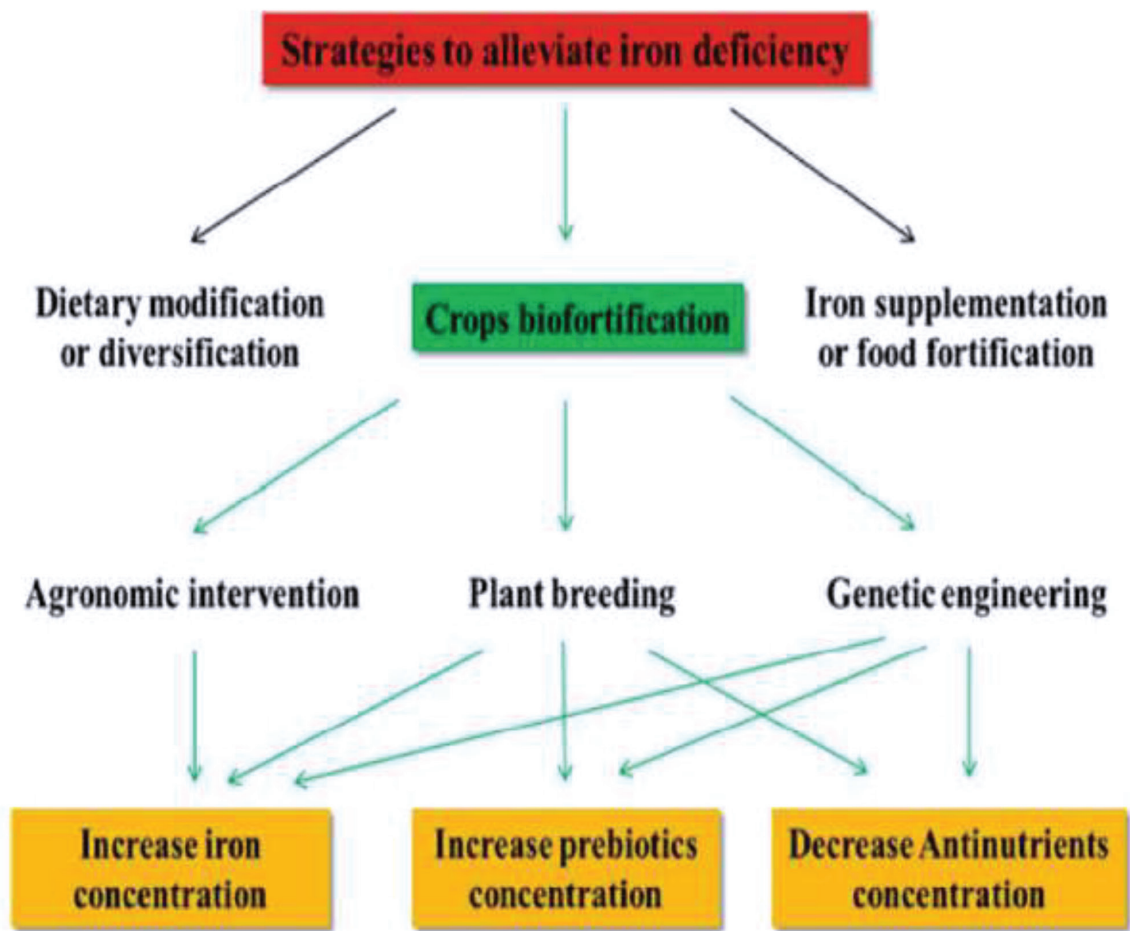 Strategies to alleviate iron deficiency
Dietary modification
or diversification
Crops biofortification
Iron supplementation
or food fortification
Agronomic intervention
Plant breeding
Genetic engineering
Increase iron
concentration
Increase prebiotics
concentration
Decrease Antinutrients
concentration